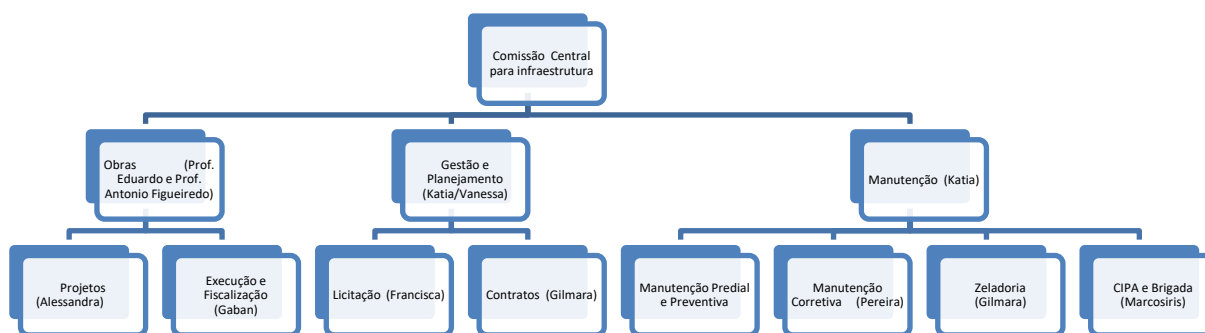 Comissão Central
para infraestrutura
Obras (Prof.
Eduardo e Prof.
Antonio Figueiredo)
Gestão e
Planejamento
(Katia/Vanessa)
Manutenção (Katia)
Projetos
(Alessandra)
Execução e
Fiscalização
(Gaban)
Licitação (Francisca)
Contratos (Gilmara)
Manutenção Predial
e Preventiva
Manutenção
Corretiva (Pereira)
Zeladoria
(Gilmara)
CIPA e Brigada
(Marcosiris)